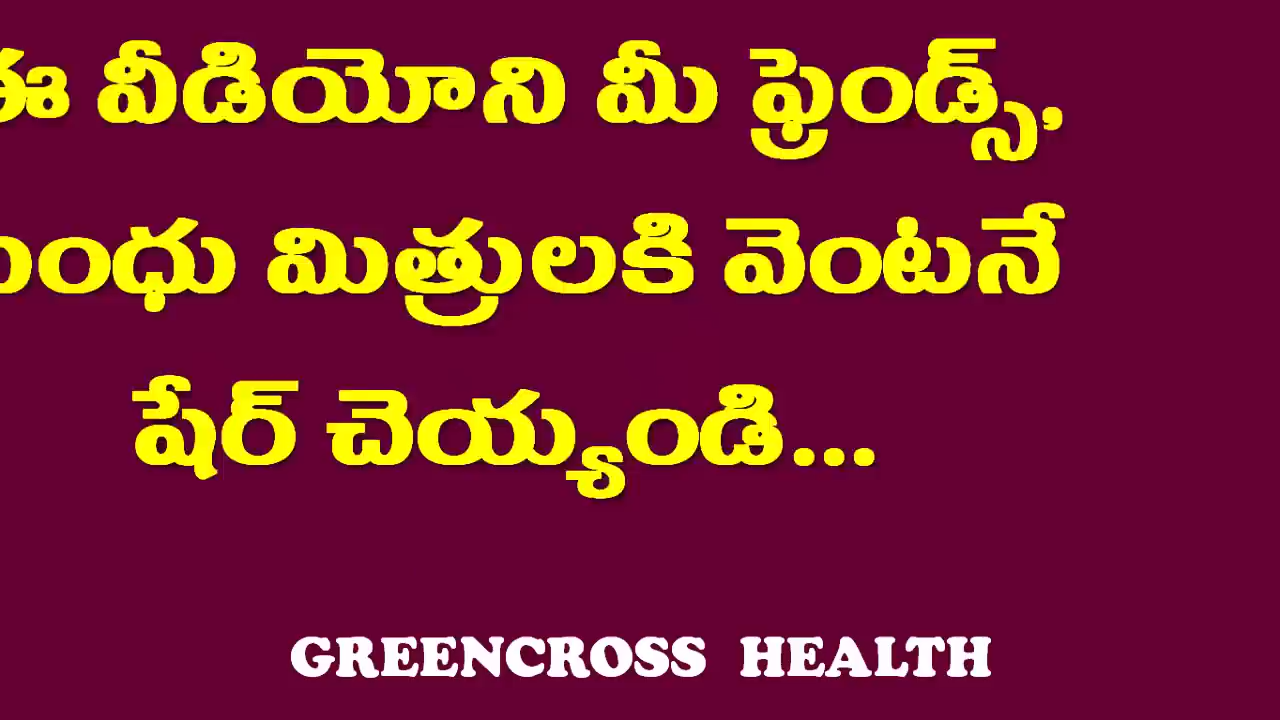 ఈ వీడియోని మీ ఫ్రెండ్స్,
బంధు మిత్రులకి వెంటనే
షేర్ చెయ్యండి...
GREENCROSS HEALTH